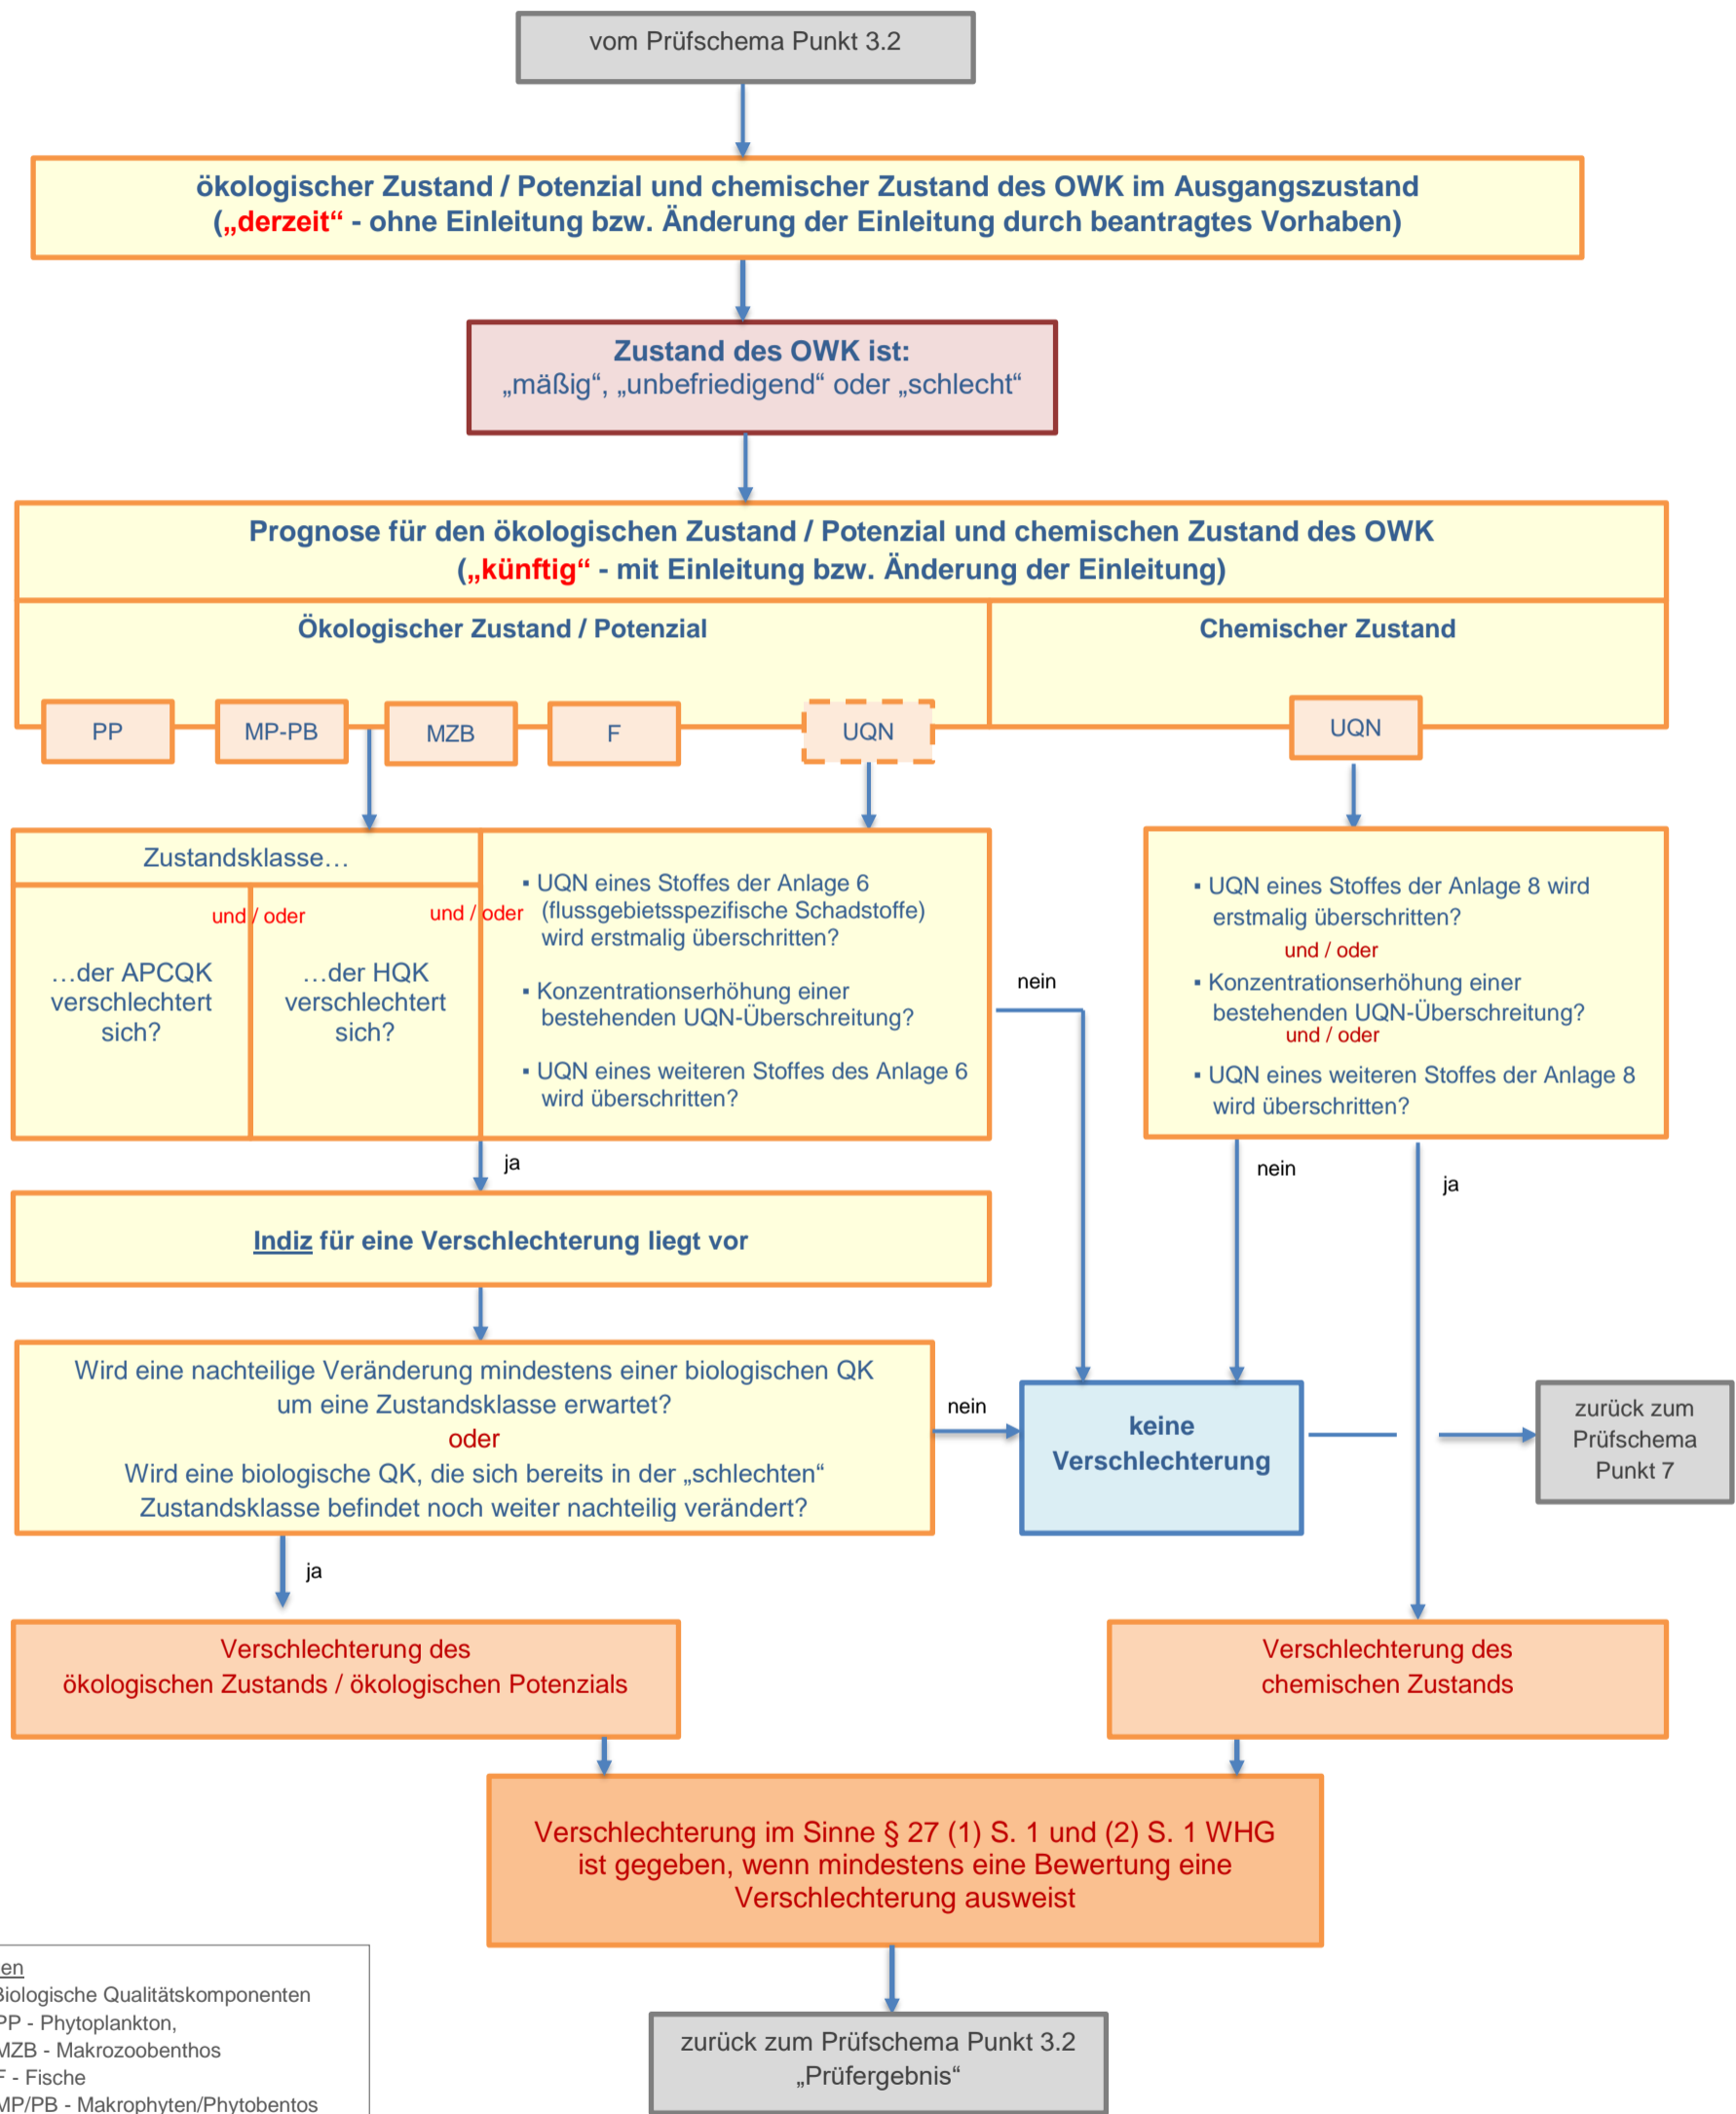 vom Prüfschema Punkt 3.2
ökologischer Zustand / Potenzial und chemischer Zustand des OWK im Ausgangszustand
(„derzeit“ - ohne Einleitung bzw. Änderung der Einleitung durch beantragtes Vorhaben)
Zustand des OWK ist:
„mäßig“, „unbefriedigend“ oder „schlecht“
Prognose für den ökologischen Zustand / Potenzial und chemischen Zustand des OWK
(„künftig“ - mit Einleitung bzw. Änderung der Einleitung)
Ökologischer Zustand / Potenzial
Chemischer Zustand
PP
MP-PB
MZB
F
UQN
UQN
Zustandsklasse…
und / oder
und / oder
…der APCQK
verschlechtert
sich?
…der HQK
verschlechtert
sich?
▪ UQN eines Stoffes der Anlage 6
(flussgebietsspezifische Schadstoffe)
wird erstmalig überschritten?
▪ Konzentrationserhöhung einer
bestehenden UQN-Überschreitung?
▪ UQN eines weiteren Stoffes des Anlage 6
wird überschritten?
nein
▪ UQN eines Stoffes der Anlage 8 wird
erstmalig überschritten?
und / oder
▪ Konzentrationserhöhung einer
bestehenden UQN-Überschreitung?
und / oder
▪ UQN eines weiteren Stoffes der Anlage 8
wird überschritten?
ja
nein
ja
Indiz für eine Verschlechterung liegt vor
Wird eine nachteilige Veränderung mindestens einer biologischen QK
um eine Zustandsklasse erwartet?
oder
Wird eine biologische QK, die sich bereits in der „schlechten“
Zustandsklasse befindet noch weiter nachteilig verändert?
nein
keine
Verschlechterung
zurück zum
Prüfschema
Punkt 7
ja
Verschlechterung des
ökologischen Zustands / ökologischen Potenzials
Verschlechterung des
chemischen Zustands
Verschlechterung im Sinne § 27 (1) S. 1 und (2) S. 1 WHG
ist gegeben, wenn mindestens eine Bewertung eine
Verschlechterung ausweist
zurück zum Prüfschema Punkt 3.2
„Prüfergebnis“
en
Biologische Qualitätskomponenten
PP - Phytoplankton,
MZB - Makrozoobenthos
F - Fische
MP/PB - Makrophyten/Phytobentos